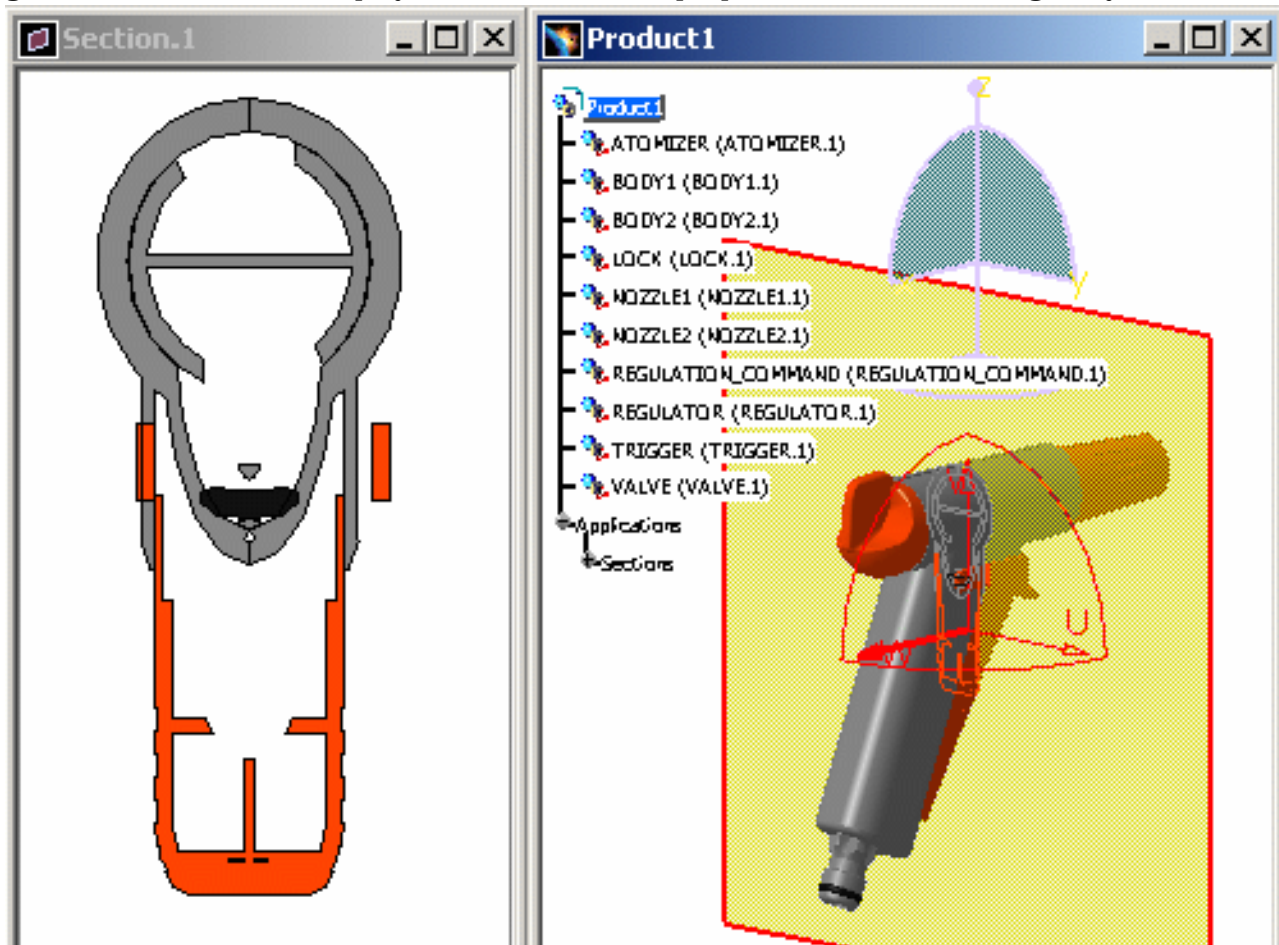 Section.1
Product1
Product1
ATOMIZER (ATOMIZER.1)
BODY1 (BODY1.1)
BODY2 (BODY2.1)
LOCK (LOCK.1)
NOZZLE1 (NOZZLE1.1)
NOZZLE2 (NOZZLE2.1)
REGULATION_COMMAND (REGULATION_COMMAND.1)
REGULATOR (REGULATOR.1)
TRIGGER (TRIGGER.1)
VALVE (VALVE.1)
Applications
Sections
z
y
U
W